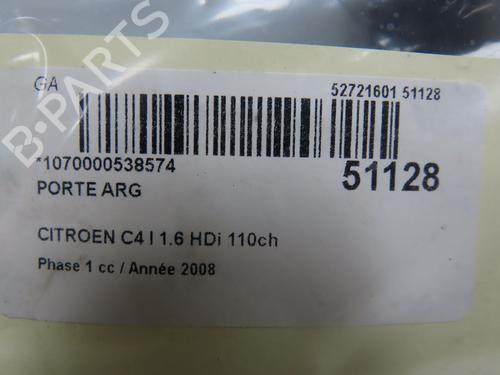 GA 52721601 51128
*1070000538574 51128
PORTE ARG
CITROEN C4 I 1.6 HDi 110ch
Phase 1 cc / Année 2008
B-PARTS